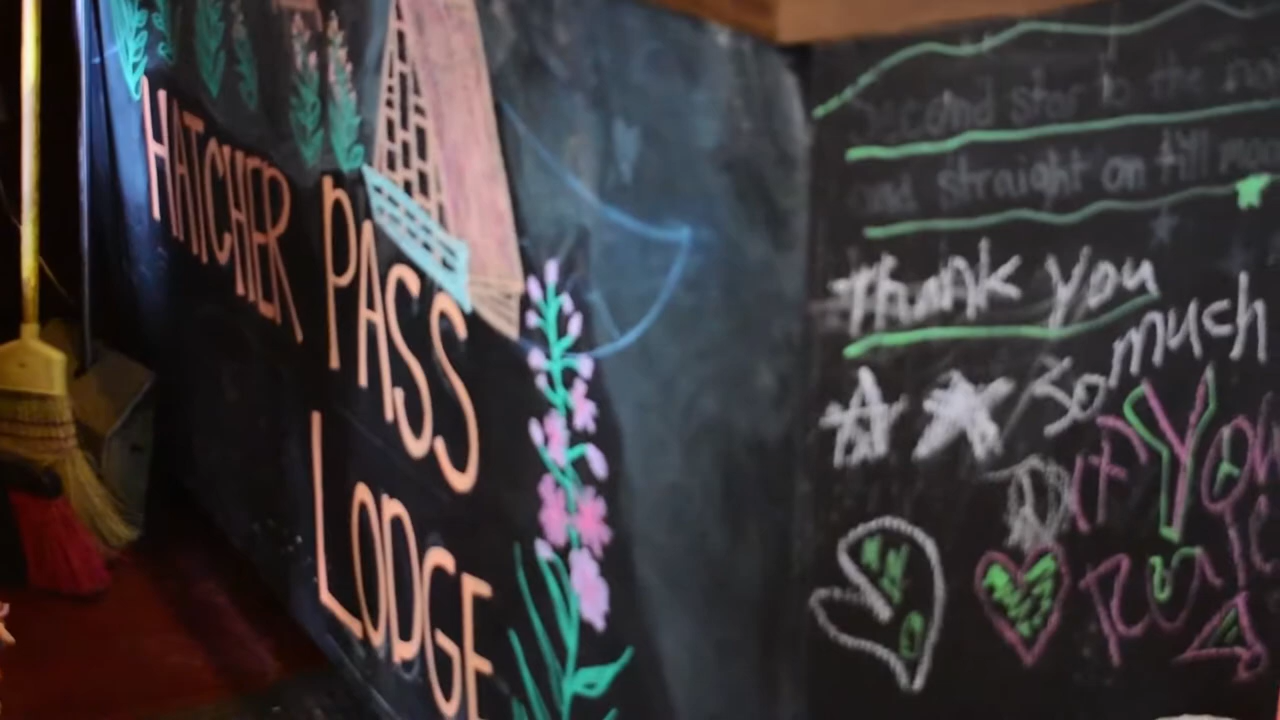 HATCHER
PASS
LODGE
Second star to the
and straight on till
Thank you
So much